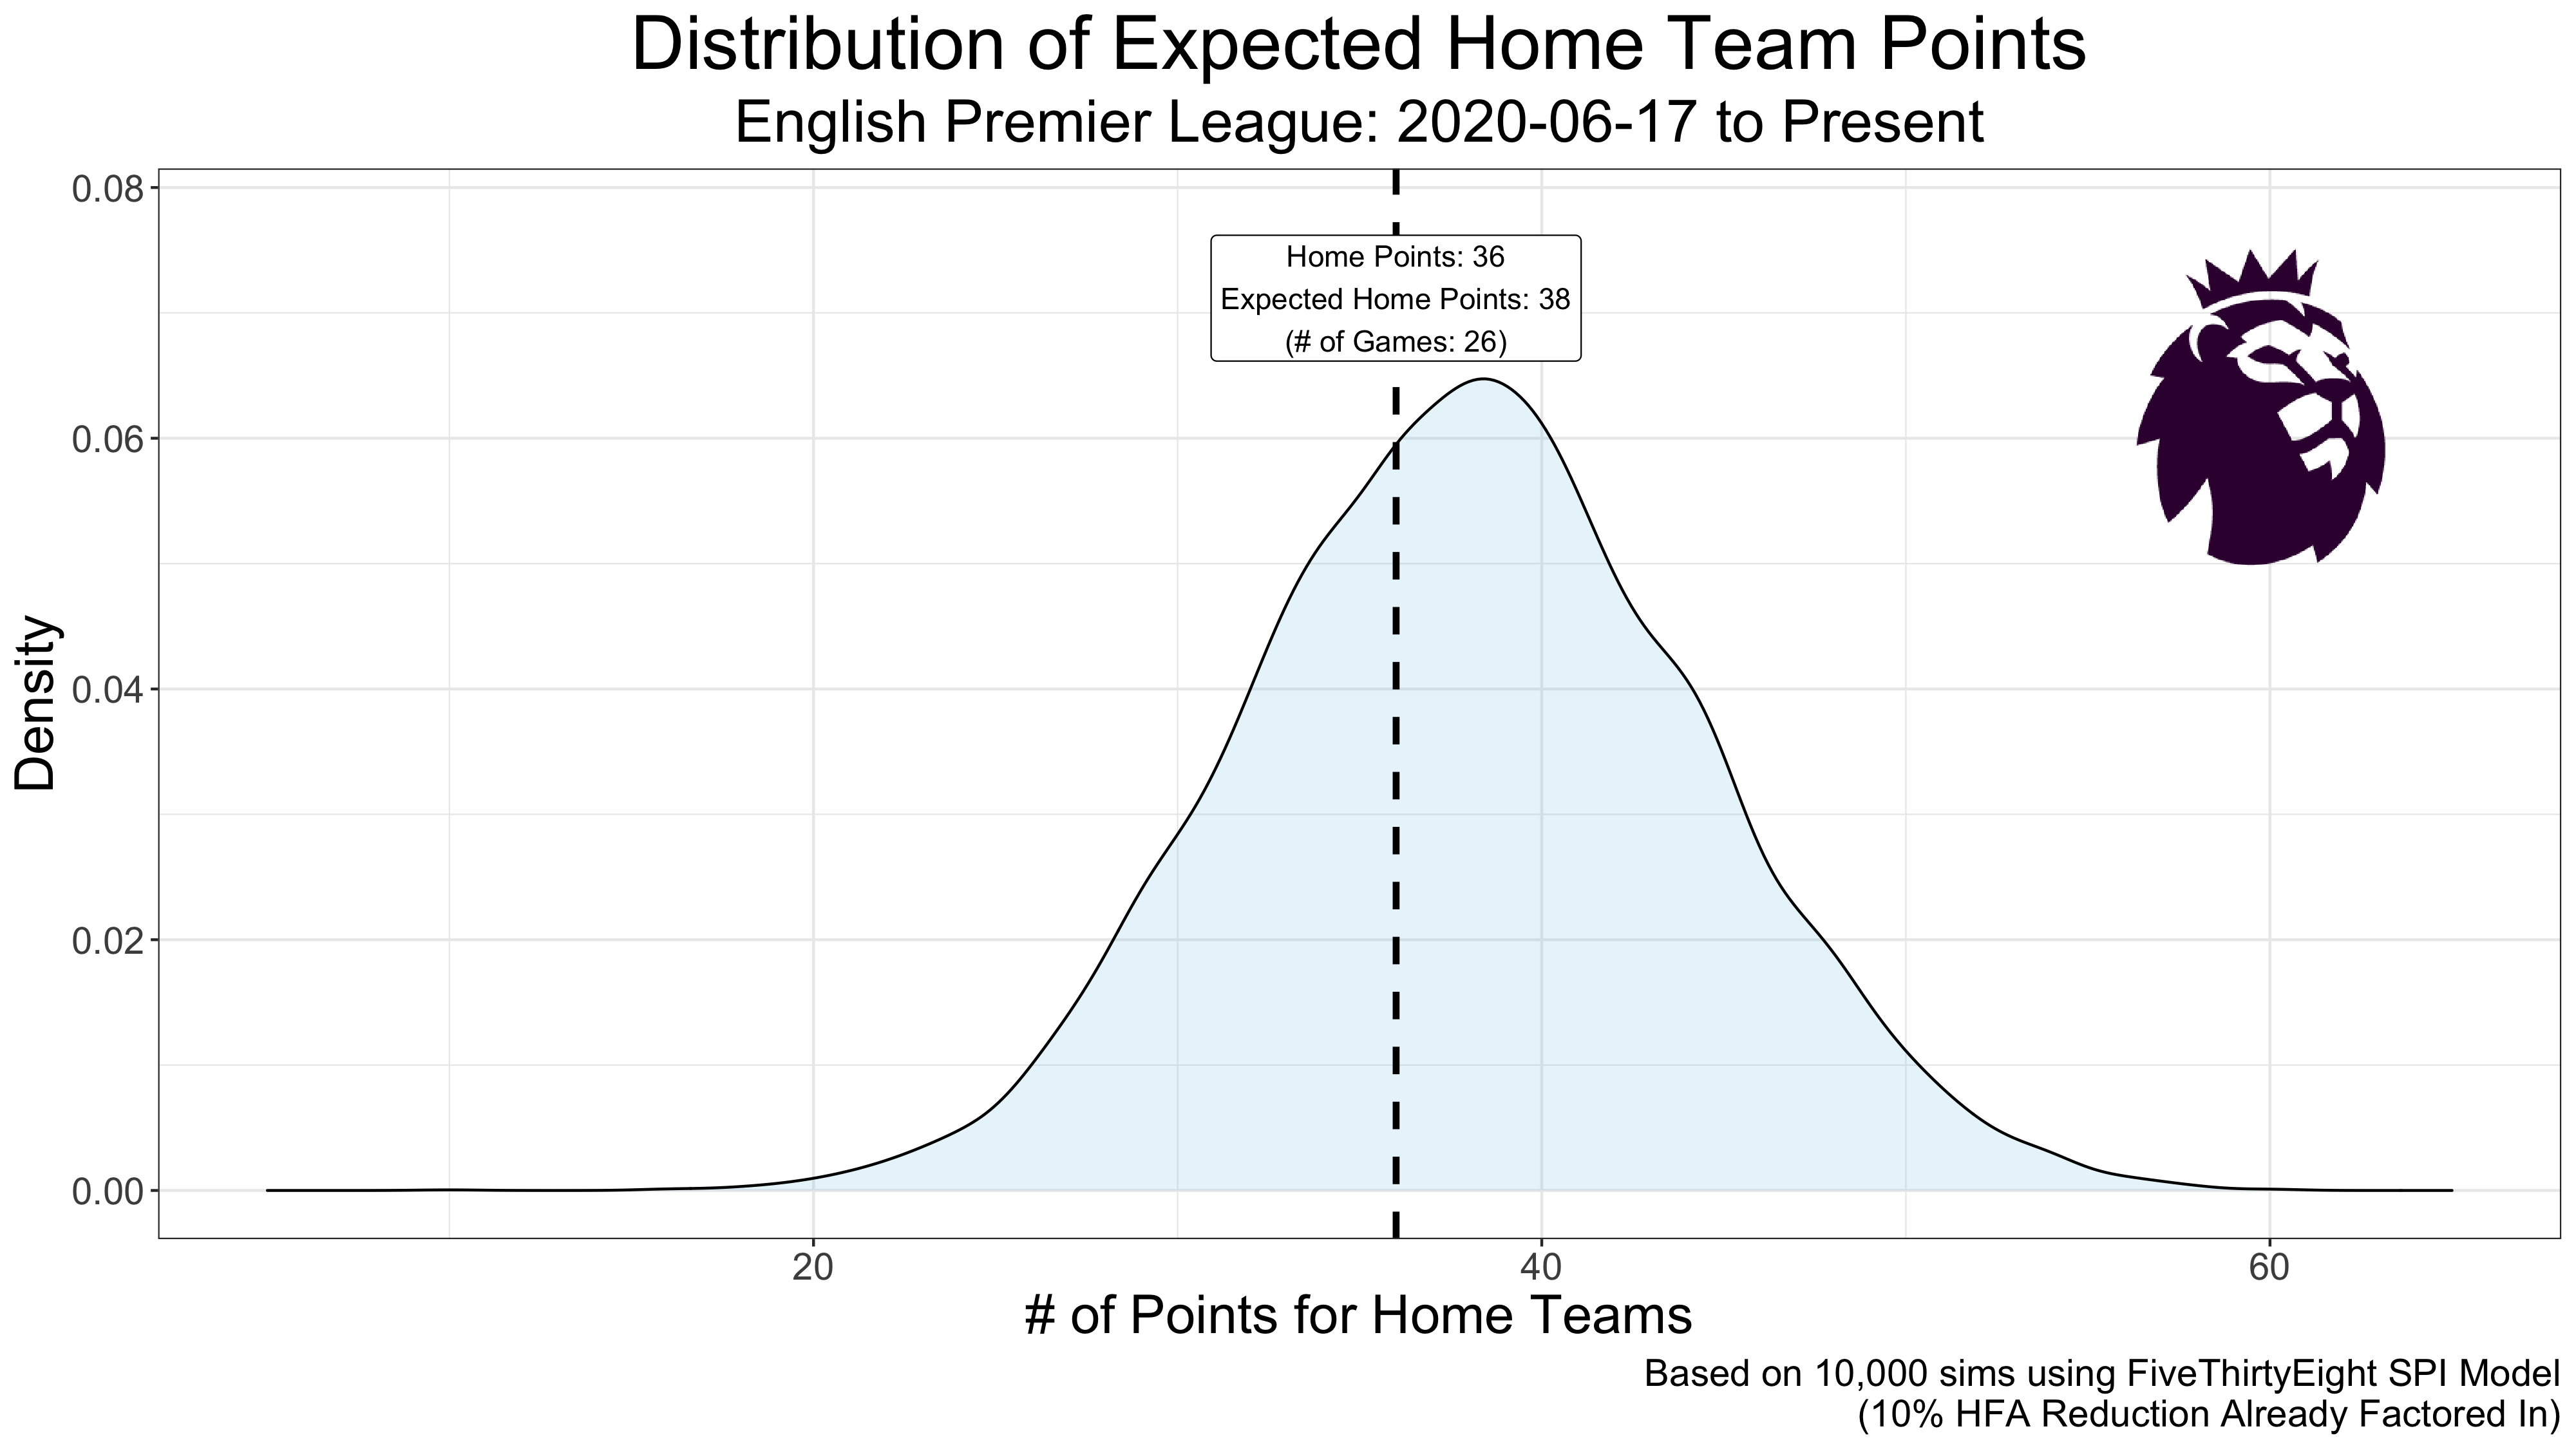 Distribution of Expected Home Team Points
English Premier League: 2020-06-17 to Present
0.08
0.06
0.04
0.02
0.00
Density
Home Points: 36
Expected Home Points: 38
(# of Games: 26)
20
40
60
# of Points for Home Teams
Based on 10,000 sims using FiveThirtyEight SPI Model
(10% HFA Reduction Already Factored In)